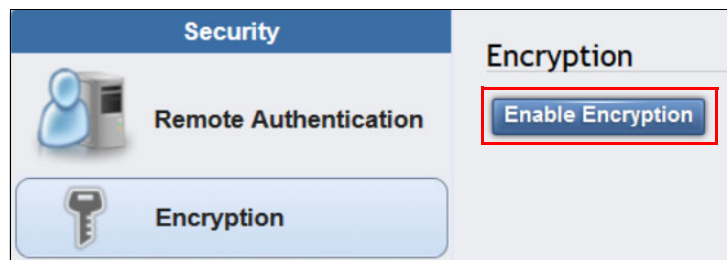 Security
Remote Authentication
Encryption
Encryption
Enable Encryption